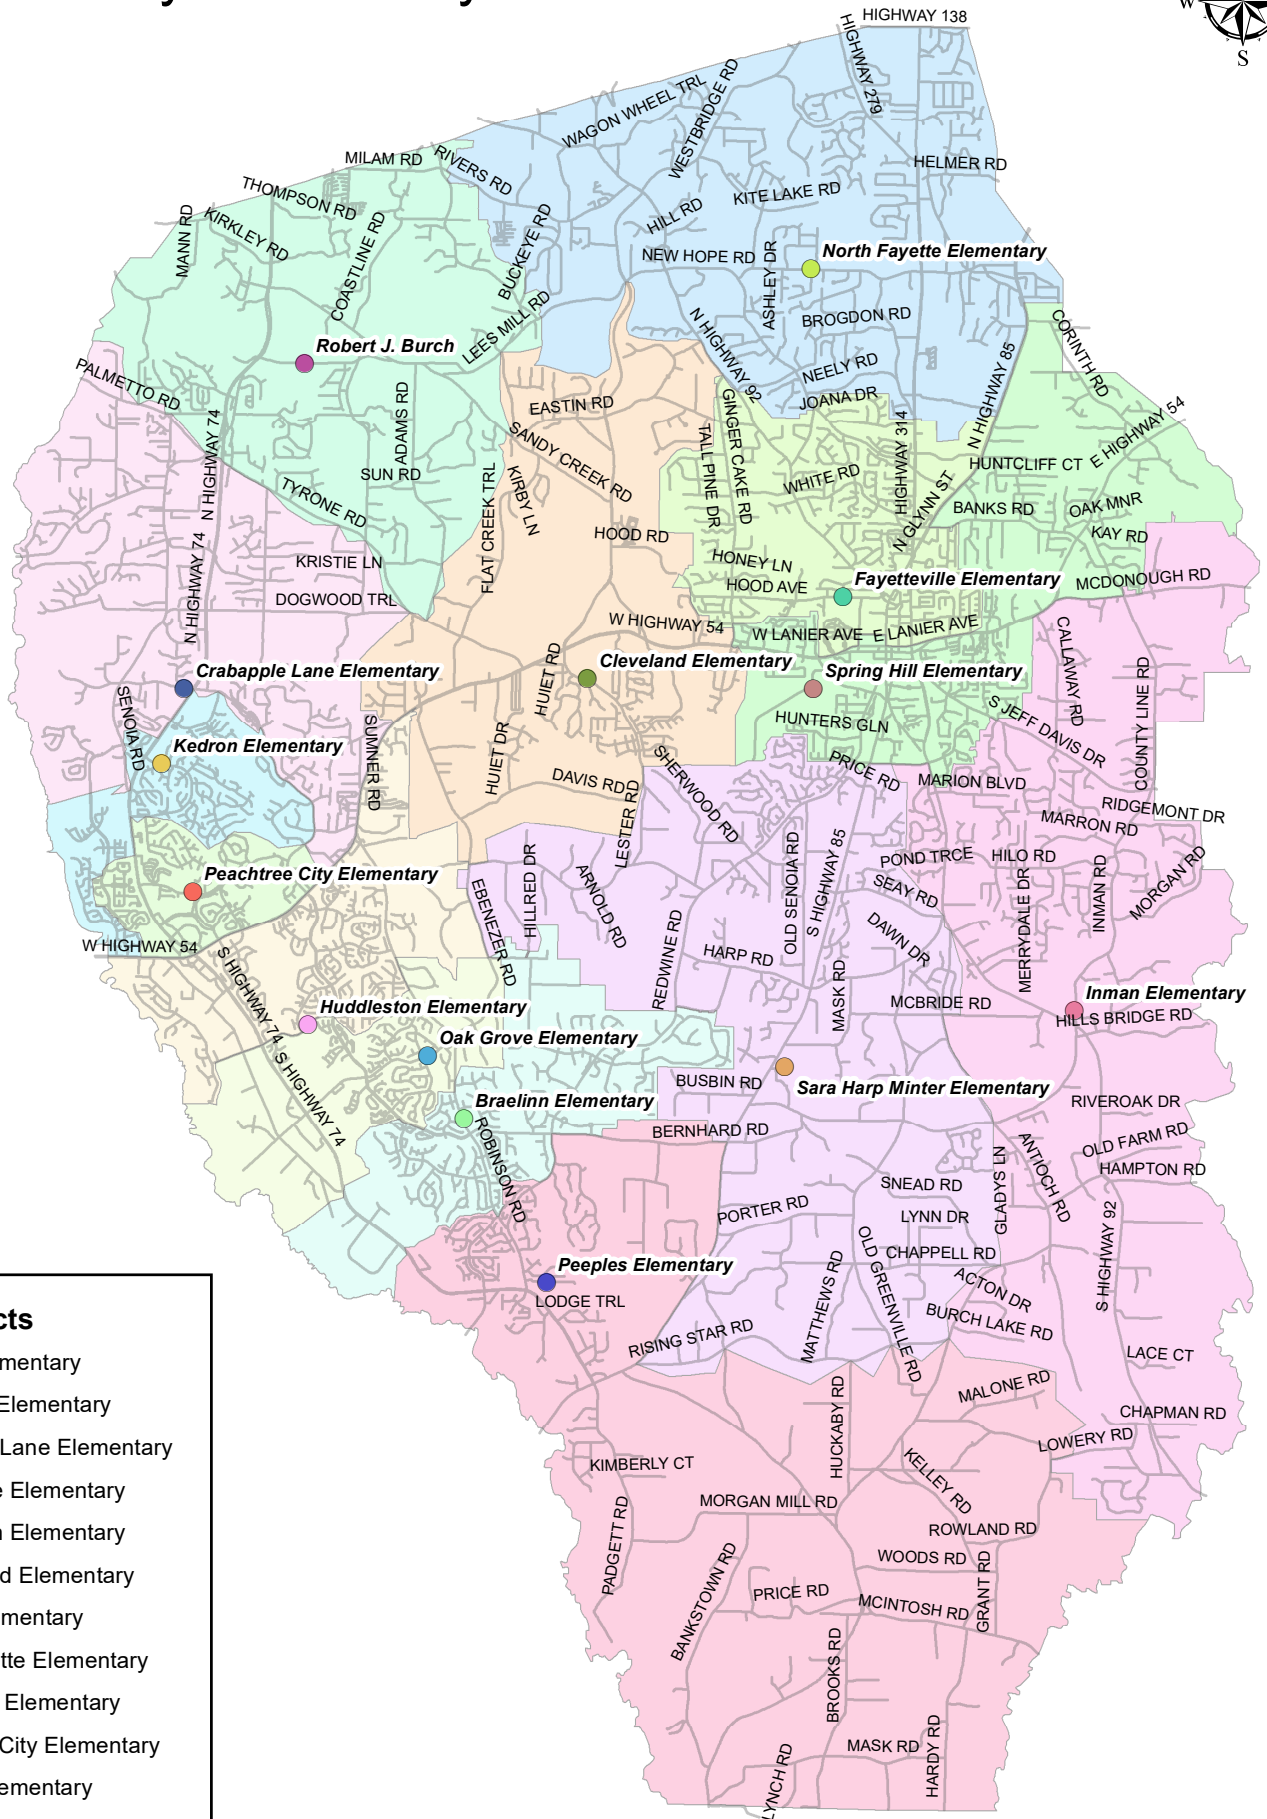 HIGHWAY 138
W
S
HIGHWAY 279
WAGON WHEEL TRL
WESTBRIDGE RD
MILAM RD
RIVERS RD
HELMER RD
THOMPSON RD
KITE LAKE RD
KIRKLEY RD
MANN RD
COASTLINE RD
BUCKEYE RD
HILL RD
NEW HOPE RD
ASHLEY DR
North Fayette Elementary
LEES MILL RD
N HIGHWAY 92
BROGDON RD
CORINTH RD
Robert J. Burch
NEELY RD
N HIGHWAY 85
PALMETTO RD
JOANA DR
EASTIN RD
ADAMS RD
GINGER CAKE RD
TALL PINE DR
HIGHWAY 314
E HIGHWAY 54
N HIGHWAY 74
SANDY CREEK RD
KIRBY LN
SUN RD
HUNTCLIFF CT
WHITE RD
TYRONE RD
FLAT CREEK TRL
N GLYNN ST
BANKS RD
OAK MNR
HOOD RD
KAY RD
N HIGHWAY 74
KRISTIE LN
HONEY LN
HOOD AVE
Fayetteville Elementary
MCDONOUGH RD
DOGWOOD TRL
W HIGHWAY 54
W LANIER AVE
E LANIER AVE
CALLAWAY RD
Crabapple Lane Elementary
Cleveland Elementary
Spring Hill Elementary
HUIET RD
COUNTY LINE RD
SENOIA RD
SUMNER RD
HUNTERS GLN
S JEFF DAVIS DR
Kedron Elementary
HUIET DR
SHERWOOD RD
PRICE RD
DAVIS RD
MARION BLVD
RIDGEMONT DR
MARRON RD
LESTER RD
S HIGHWAY 85
OLD SENOIA RD
POND TRCE
HILO RD
Peachtree City Elementary
HILLRED DR
ARNOLD RD
SEAY RD
MERRYDALE DR
INMAN RD
MORGAN RD
EBENEZER RD
W HIGHWAY 54
S HIGHWAY 74
REDWINE RD
HARP RD
DAWN DR
MASK RD
MCBRIDE RD
Inman Elementary
Huddleston Elementary
HILLS BRIDGE RD
Oak Grove Elementary
S HIGHWAY 74
BUSBIN RD
Sara Harp Minter Elementary
Braelinn Elementary
RIVEROAK DR
ROBINSON RD
BERNHARD RD
ANTIOCH RD
OLD FARM RD
GLADYS LN
HAMPTON RD
SNEAD RD
PORTER RD
LYNN DR
S HIGHWAY 92
OLD GREENVILLE RD
CHAPPELL RD
Peeples Elementary
MATTHEWS RD
ACTON DR
LODGE TRL
BURCH LAKE RD
RISING STAR RD
LACE CT
MALONE RD
HUCKABY RD
CHAPMAN RD
LOWERY RD
KIMBERLY CT
KELLEY RD
MORGAN MILL RD
PADGETT RD
ROWLAND RD
WOODS RD
BANKSTOWN RD
GRANT RD
PRICE RD
MCINTOSH RD
BROOKS RD
MASK RD
HARDY RD
LYNCH RD
cts
mentary
Elementary
Lane Elementary
e Elementary
n Elementary
d Elementary
ementary
tte Elementary
Elementary
City Elementary
ementary